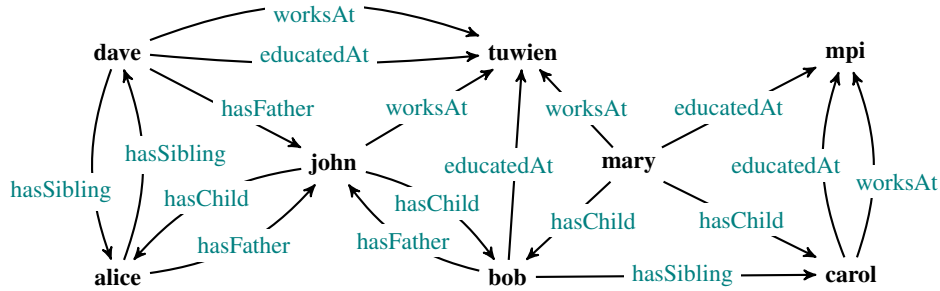 worksAt
dave tuwien mpi
educatedAt
hasFather worksAt worksAt educatedAt
hasSibling john educatedAt mary educatedAt worksAt
hasSibling hasChild hasChild hasChild hasChild
hasFather hasFather
alice bob hasSibling carol